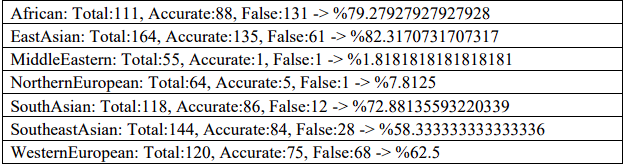 African: Total:111, Accurate:88, False:131 -> %79.27927927927928
EastAsian: Total:164, Accurate:135, False:61 -> %82.3170731707317
MiddleEastern: Total:55, Accurate:1, False:1 -> %1.8181818181818181
NorthernEuropean: Total:64, Accurate:5, False:1 -> %7.8125
SouthAsian: Total:118, Accurate:86, False:12 -> %72.88135593220339
SoutheastAsian: Total:144, Accurate:84, False:28 -> %58.333333333333336
WesternEuropean: Total:120, Accurate:75, False:68 -> %62.5